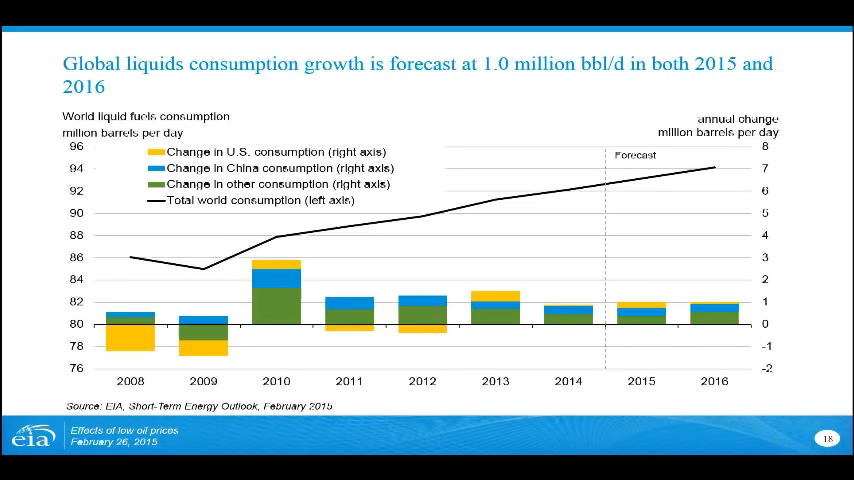 Global liquids consumption growth is forecast at 1.0 million bbl/d in both 2015 and
2016
World liquid fuels consumption
million barrels per day
annual change
million barrels per day
Change in U.S. consumption (right axis)
Change in China consumption (right axis)
Change in other consumption (right axis)
Total world consumption (left axis)
Forecast
96
94
92
90
88
86
84
82
80
78
76
8
7
6
5
4
3
2
1
0
-1
-2
2008 2009 2010 2011 2012 2013 2014 2015 2016
Source: EIA, Short-Term Energy Outlook, February 2015
eia
Effects of low oil prices
February 26, 2015
18